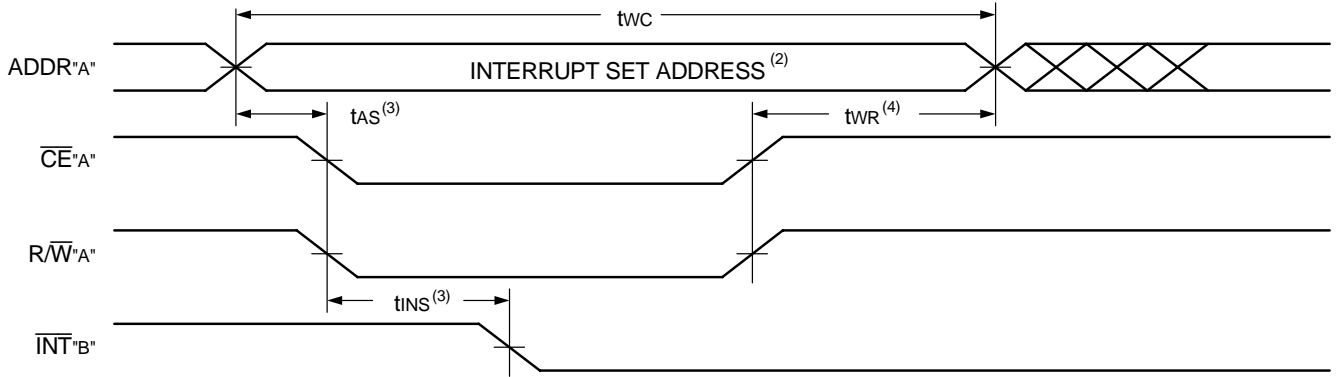 tWC
ADDR"A"
INTERRUPT SET ADDRESS(2)
tAS(3)
tWR(4)
CE"A"
R/W"A"
tINS(3)
INT"B"